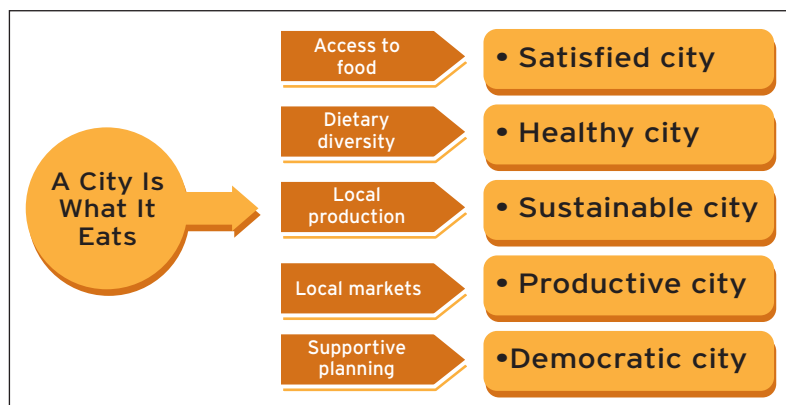 A City Is
What It
Eats
Access to
food
• Satisfied city
Dietary
diversity
• Healthy city
Local
production
• Sustainable city
Local markets
• Productive city
Supportive
planning
•Democratic city